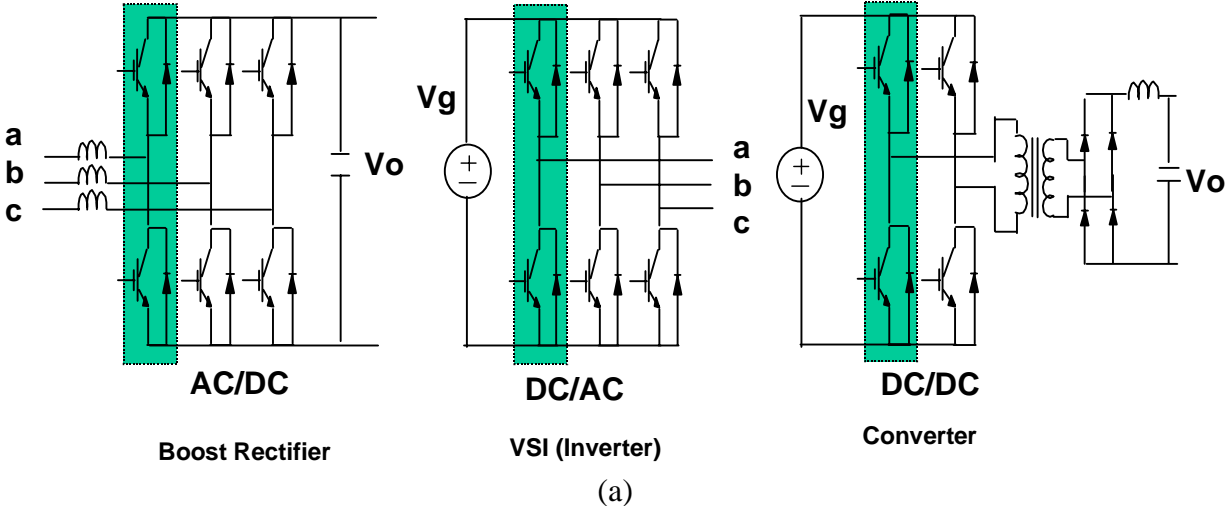 Vg
Vg
a
b
c
Vo
a
b
c
Vo
AC/DC
DC/AC
DC/DC
Boost Rectifier
VSI (Inverter)
Converter
(a)